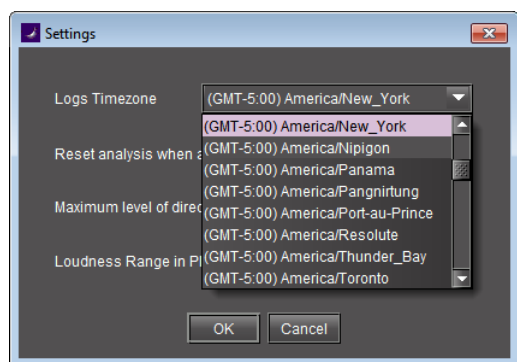 Settings
Logs Timezone
(GMT-5:00) America/New_York
(GMT-5:00) America/New_York
Reset analysis when a
(GMT-5:00) America/Nipigon
(GMT-5:00) America/Panama
(GMT-5:00) America/Pangnirtung
Maximum level of direc
(GMT-5:00) America/Port-au-Prince
(GMT-5:00) America/Resolute
Loudness Range in P
(GMT-5:00) America/Thunder_Bay
(GMT-5:00) America/Toronto
OK
Cancel